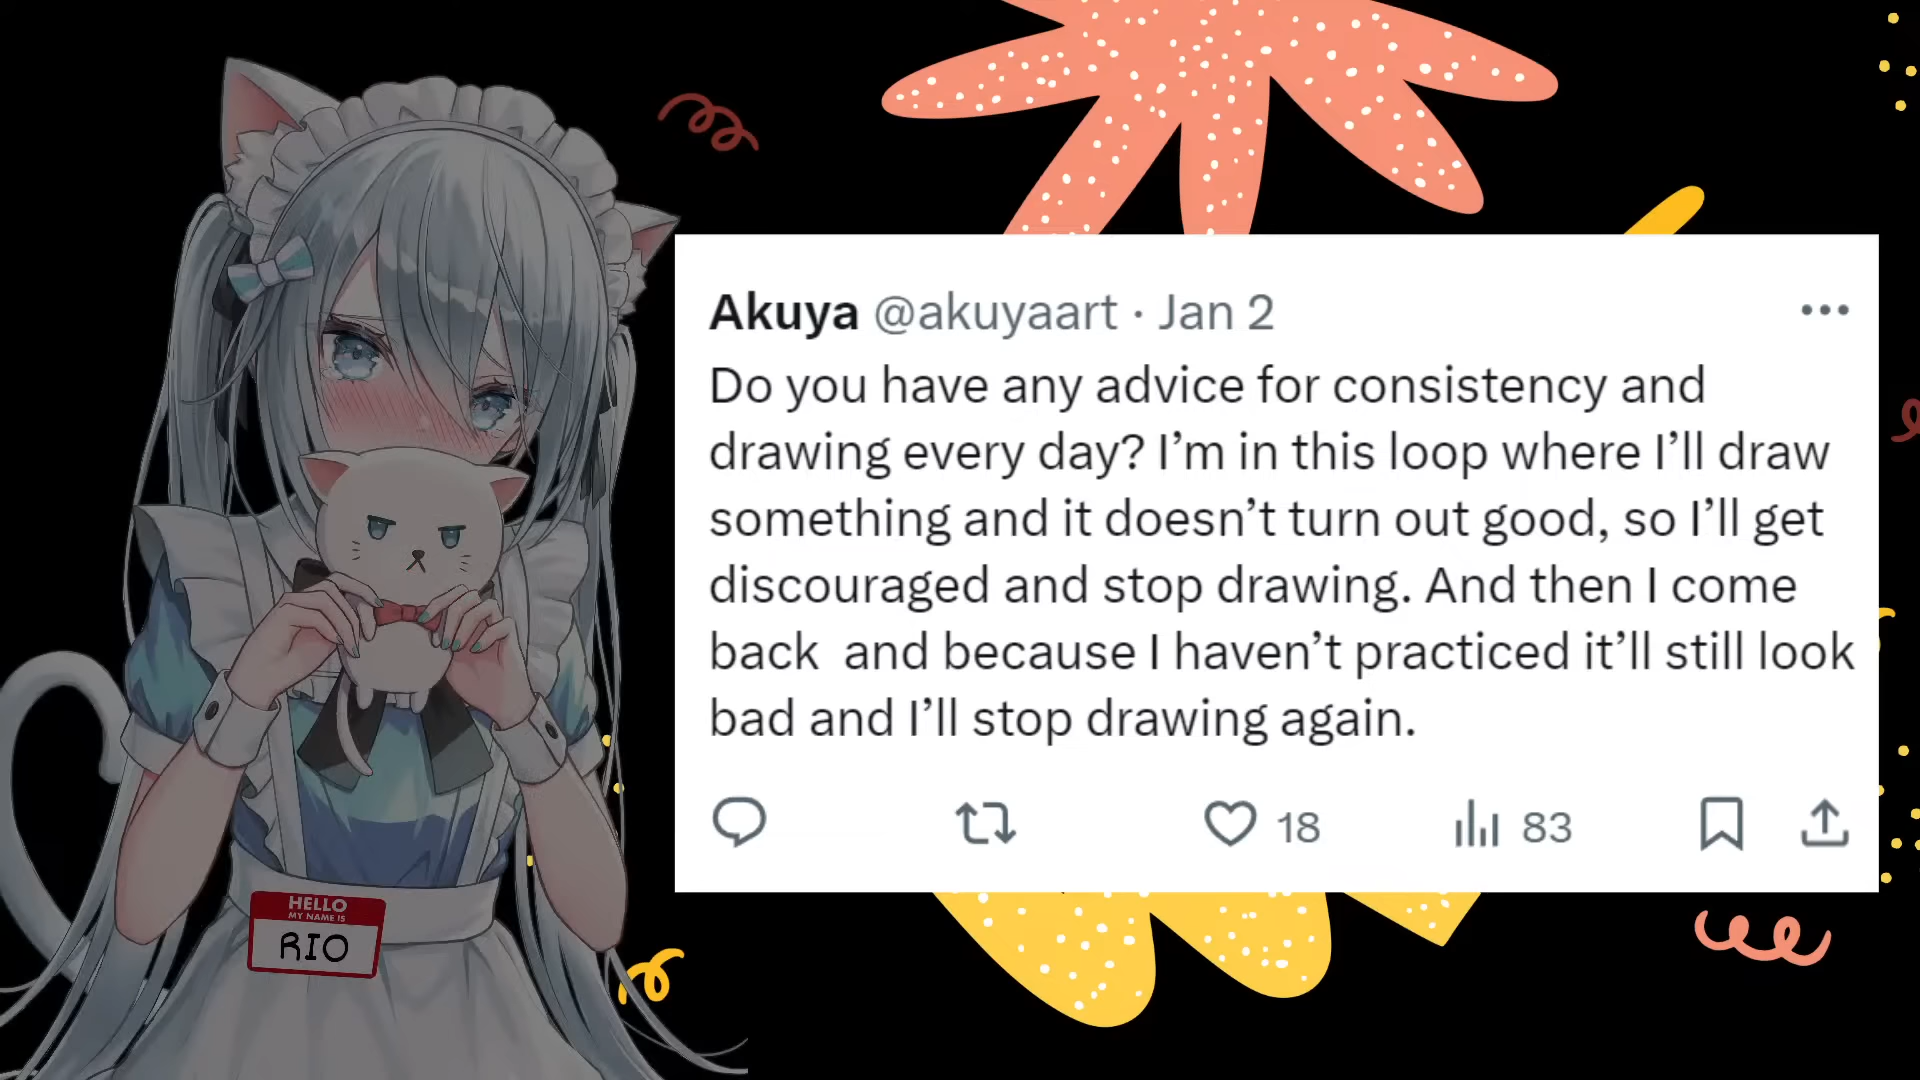 Akuya @akuyaart · Jan 2
Do you have any advice for consistency and
drawing every day? I’m in this loop where I’ll draw
something and it doesn’t turn out good, so I’ll get
discouraged and stop drawing. And then I come
back  and because I haven’t practiced it’ll still look
bad and I’ll stop drawing again.
18 83
HELLO
MY NAME IS
RIO